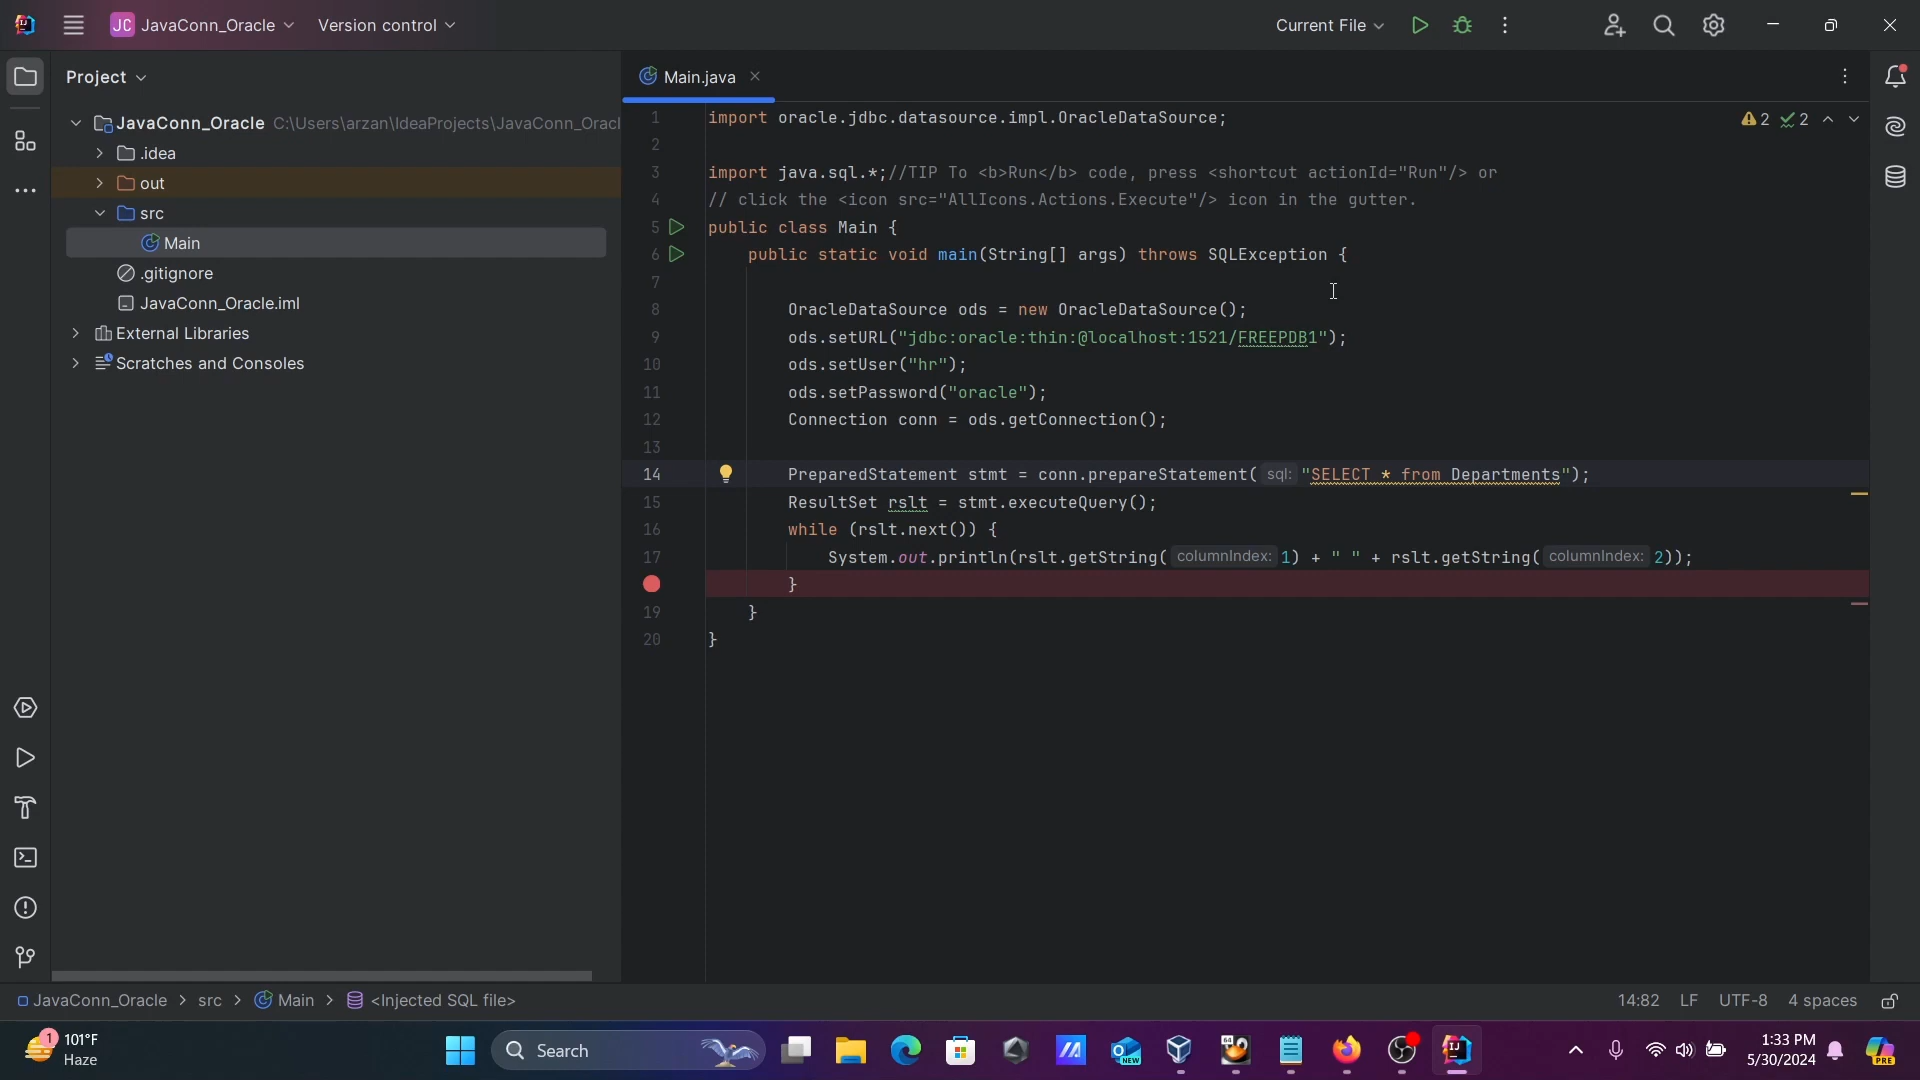 JC JavaConn_Oracle Version control Current File
Project Main.java
JavaConn_Oracle C:\Users\arzan\IdeaProjects\JavaConn_Oracl
.idea
out
src
Main
.gitignore
JavaConn_Oracle.iml
External Libraries
Scratches and Consoles
1 import oracle.jdbc.datasource.impl.OracleDataSource; 2 2
2
3 import java.sql.*;//TIP To <b>Run</b> code, press <shortcut actionId="Run"/> or
4 // click the <icon src="AllIcons.Actions.Execute"/> icon in the gutter.
5 public class Main {
6 public static void main(String[] args) throws SQLException {
7
8 OracleDataSource ods = new OracleDataSource();
9 ods.setURL("jdbc:oracle:thin:@localhost:1521/FREEPDB1");
10 ods.setUser("hr");
11 ods.setPassword("oracle");
12 Connection conn = ods.getConnection();
13
14 PreparedStatement stmt = conn.prepareStatement( sql: "SELECT * from Departments");
15 ResultSet rslt = stmt.executeQuery();
16 while (rslt.next()) {
17 System.out.println(rslt.getString( columnIndex: 1) + " " + rslt.getString( columnIndex: 2));
}
19 }
20 }
JavaConn_Oracle > src > Main > <Injected SQL file> 14:82 LF UTF-8 4 spaces
1 101°F
Haze
Search
NEW
64
1:33 PM
5/30/2024
PRE